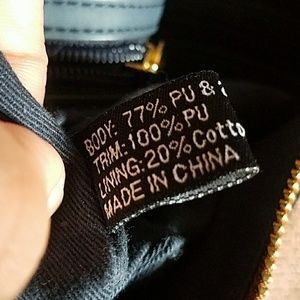 BODY: 77% PU &
TRIM: 100% PU
LINING: 20% Cotto
MADE IN CHINA